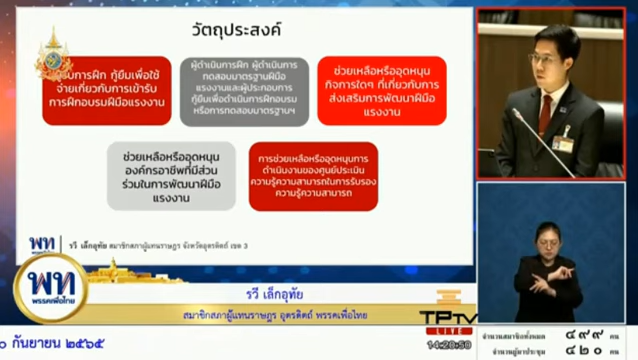 วัตถุประสงค์
รับการฝึก กู้ยืมเพื่อใช้
จ่ายเกี่ยวกับการเข้ารับ
การฝึกอบรมฝีมือแรงงาน
ผู้ดำเนินการฝึก ผู้ดำเนินการ
ทดสอบมาตรฐานฝีมือ
แรงงานและผู้ประกอบการ
กู้ยืมเพื่อดำเนินการฝึกอบรม
หรือการทดสอบมาตรฐานฯ
ช่วยเหลือหรืออุดหนุน
กิจการใดๆ ที่เกี่ยวกับการ
ส่งเสริมการพัฒนาฝีมือ
แรงงาน
ช่วยเหลือหรืออุดหนุน
องค์กรอาชีพที่มีส่วน
ร่วมในการพัฒนาฝีมือ
แรงงาน
การช่วยเหลือหรืออุดหนุนการ
ดำเนินงานของศูนย์ประเมิน
ความรู้ความสามารถในการรับรอง
ความรู้ความสามารถ
พท
รวี เล็กอุทัย สมาชิกสภาผู้แทนราษฎร จังหวัดอุตรดิตถ์ เขต 3
พท
พรรคเพื่อไทย
รวี เล็กอุทัย
สมาชิกสภาผู้แทนราษฎร อุตรดิตถ์ พรรคเพื่อไทย
TPtv
LIVE
14:20:50
๐ กันยายน ๒๕๖๕
จำนวนสมาชิกทั้งหมด ๔๙๙ คน
จำนวนผู้มาประชุม ๔๒๐ คน